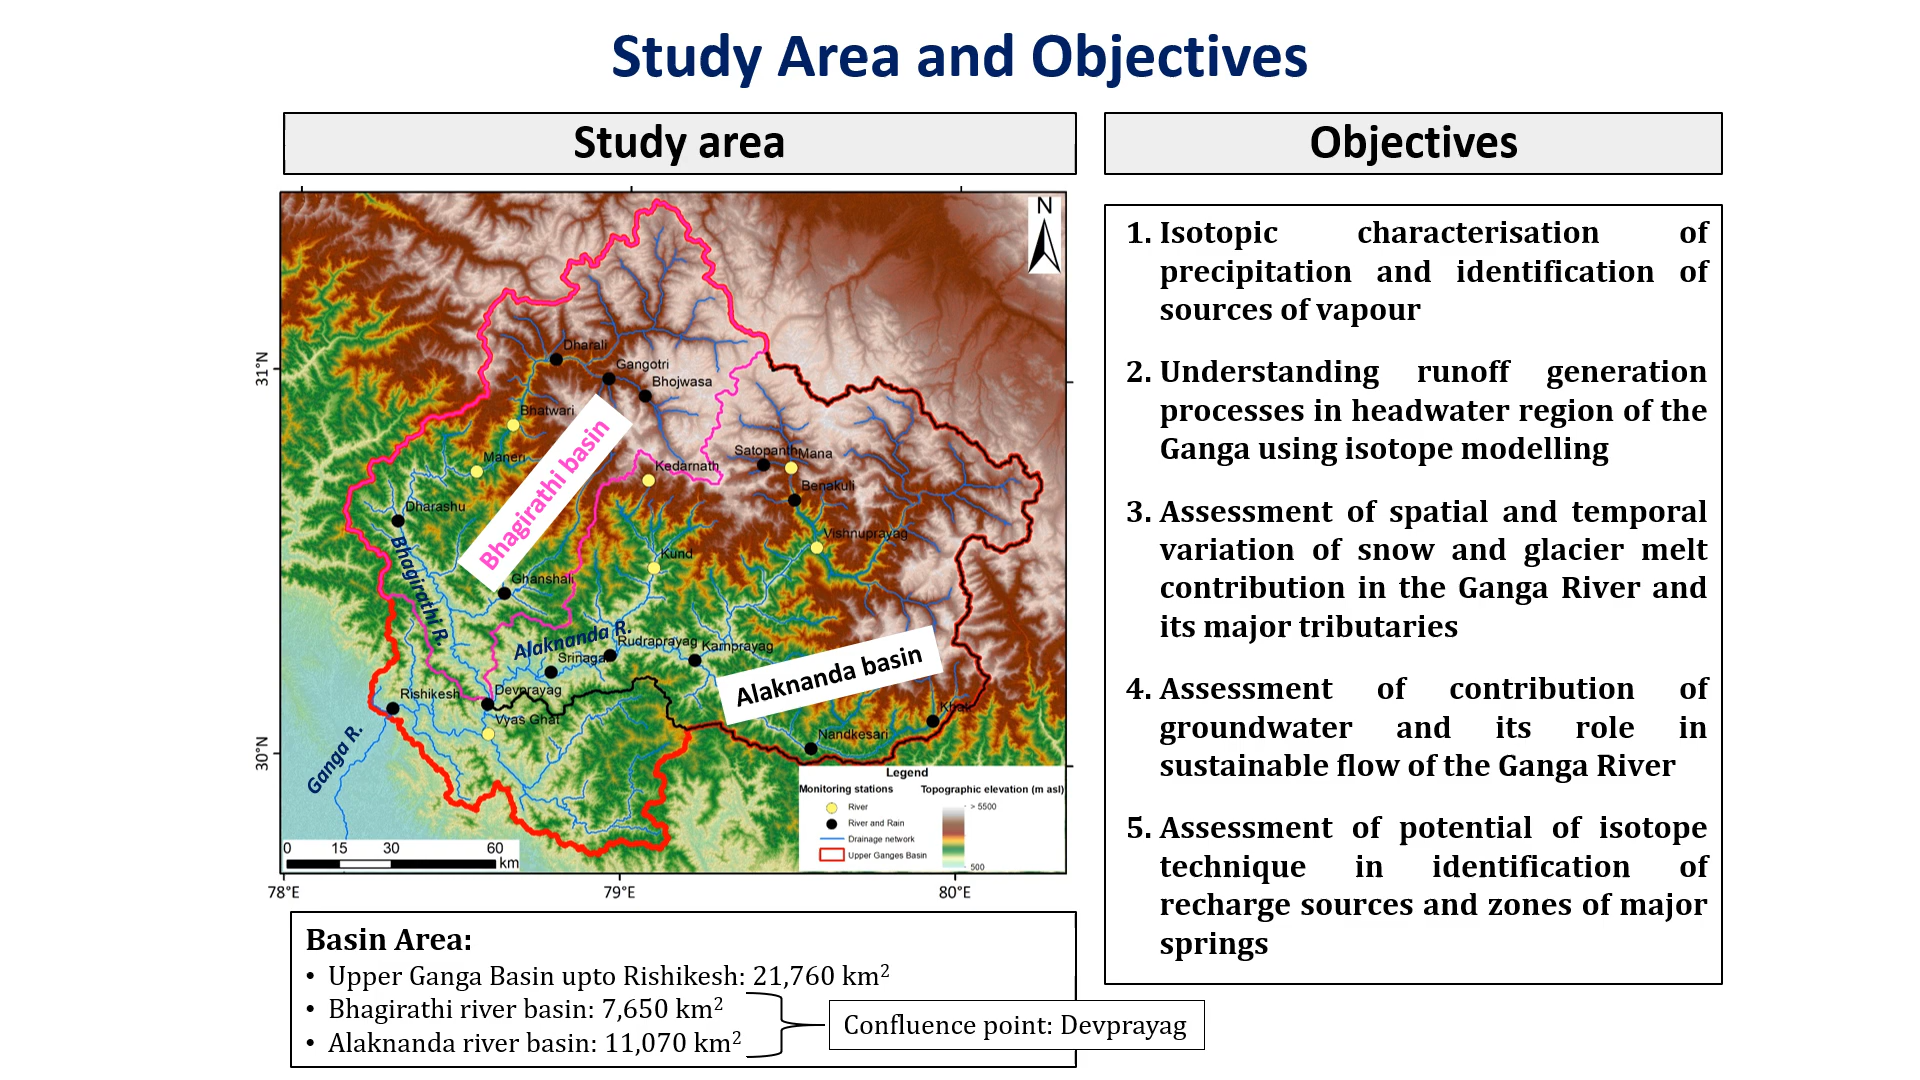 Study Area and Objectives
Study area
N
31°N
30°N
Dharali
Gangotri
Bhojwasa
Bhatwari
Maneri
Bhagirathi basin
Satopanth
Mana
Kedarnath
Benakuli
Dharashu
Vishnuprayag
Bhagirathi R.
Kund
Ghanshali
Alaknanda R.
Rudraprayag
Karnprayag
Srinagar
Alaknanda basin
Rishikesh
Devprayag
Vyas Ghat
Nandkesari
Ganga R.
Legend
Monitoring stations
Topographic elevation (m asl)
River
> 5500
River and Rain
Drainage network
Upper Ganges Basin
500
0 15 30 60
km
78°E 79°E 80°E
Basin Area:
• Upper Ganga Basin upto Rishikesh: 21,760 km²
• Bhagirathi river basin: 7,650 km²
• Alaknanda river basin: 11,070 km²
Confluence point: Devprayag
Objectives
1. Isotopic characterisation of
precipitation and identification of
sources of vapour
2. Understanding runoff generation
processes in headwater region of the
Ganga using isotope modelling
3. Assessment of spatial and temporal
variation of snow and glacier melt
contribution in the Ganga River and
its major tributaries
4. Assessment of contribution of
groundwater and its role in
sustainable flow of the Ganga River
5. Assessment of potential of isotope
technique in identification of
recharge sources and zones of major
springs